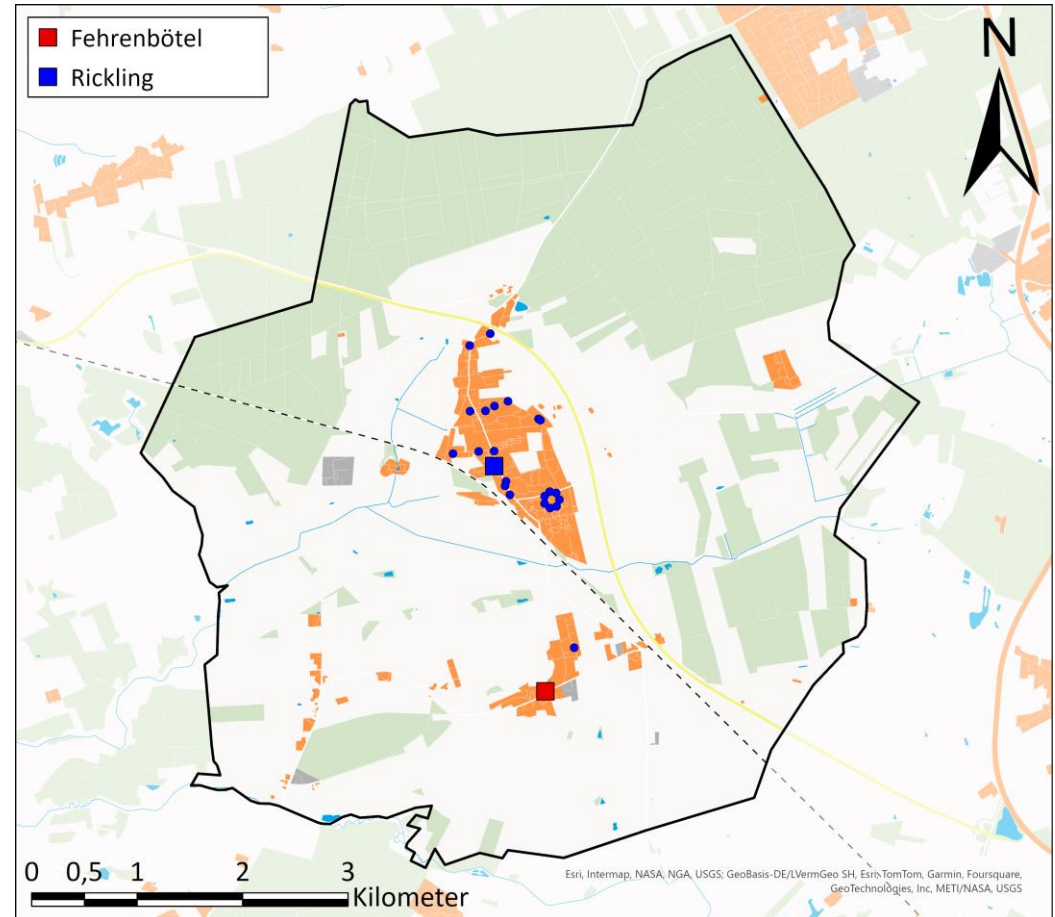 Fehrenbötel
Rickling
N
0 0,5 1 2 3
Kilometer
Esri, Intermap, NASA, NGA, USGS; GeoBasis-DE/LVermGeo SH, Esri, TomTom, Garmin, Foursquare,
GeoTechnologies, Inc, METI/NASA, USGS